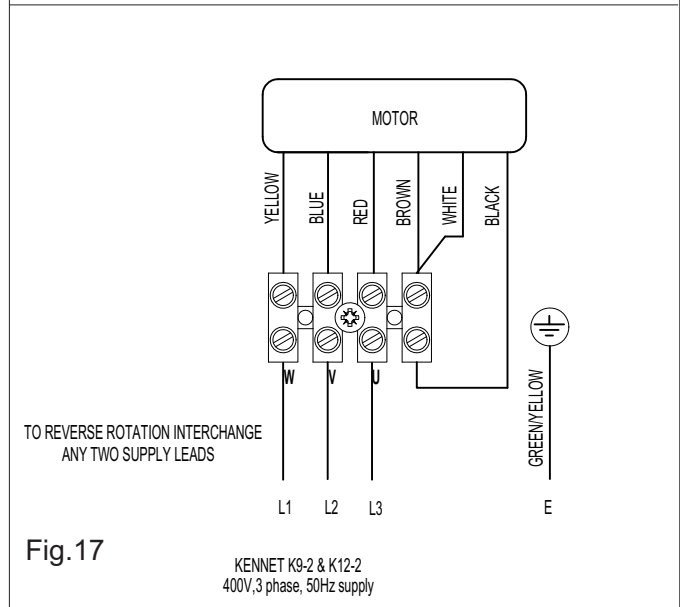 MOTOR
YELLOW
BLUE
RED
BROWN
WHITE
BLACK
W
V
U
GREEN/YELLOW
TO REVERSE ROTATION INTERCHANGE
ANY TWO SUPPLY LEADS
L1
L2
L3
E
Fig.17
KENNET K9-2 & K12-2
400V,3 phase, 50Hz supply